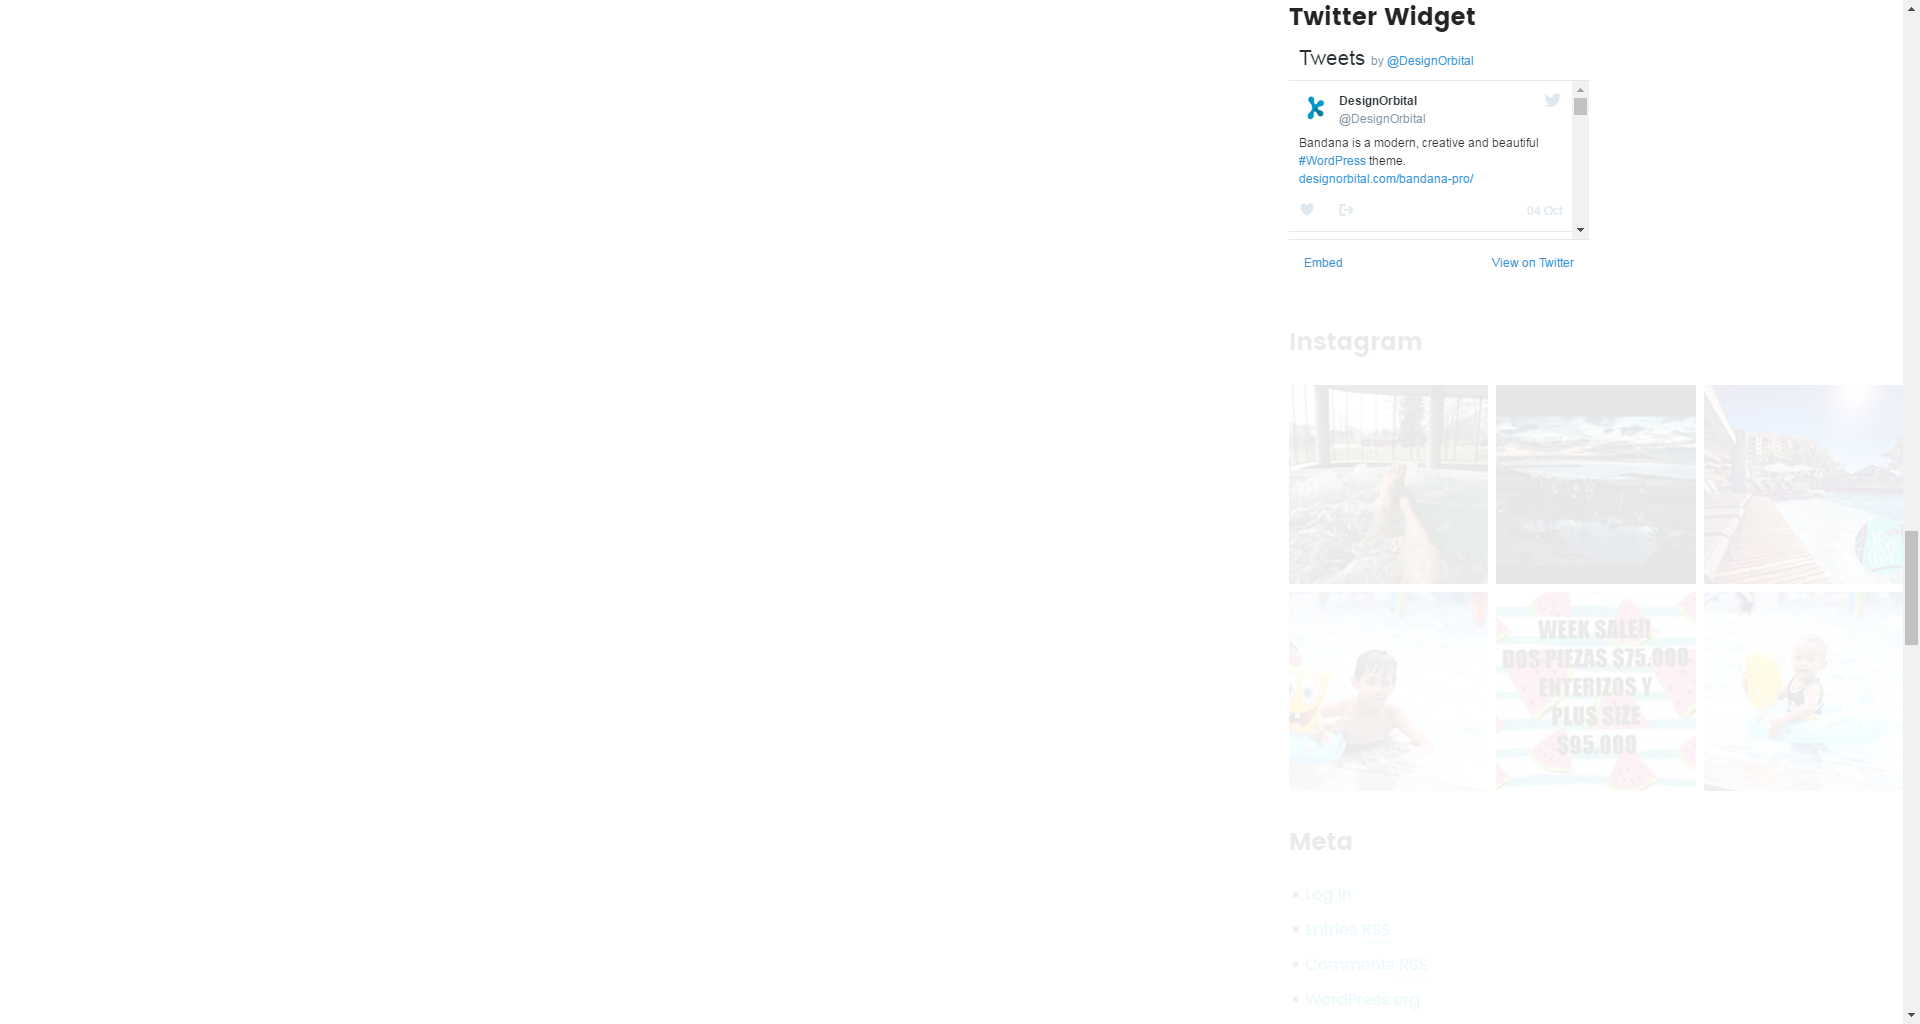 Twitter Widget
Tweets by @DesignOrbital
DesignOrbital
@DesignOrbital
Bandana is a modern, creative and beautiful
#WordPress theme.
designorbital.com/bandana-pro/
04 Oct
Embed
View on Twitter
Instagram
WEEK SALE!!
DOS PIEZAS $75.000
ENTERIZOS Y
PLUS SIZE
$95.000
Meta
Log in
Entries RSS
Comments RSS
WordPress.org